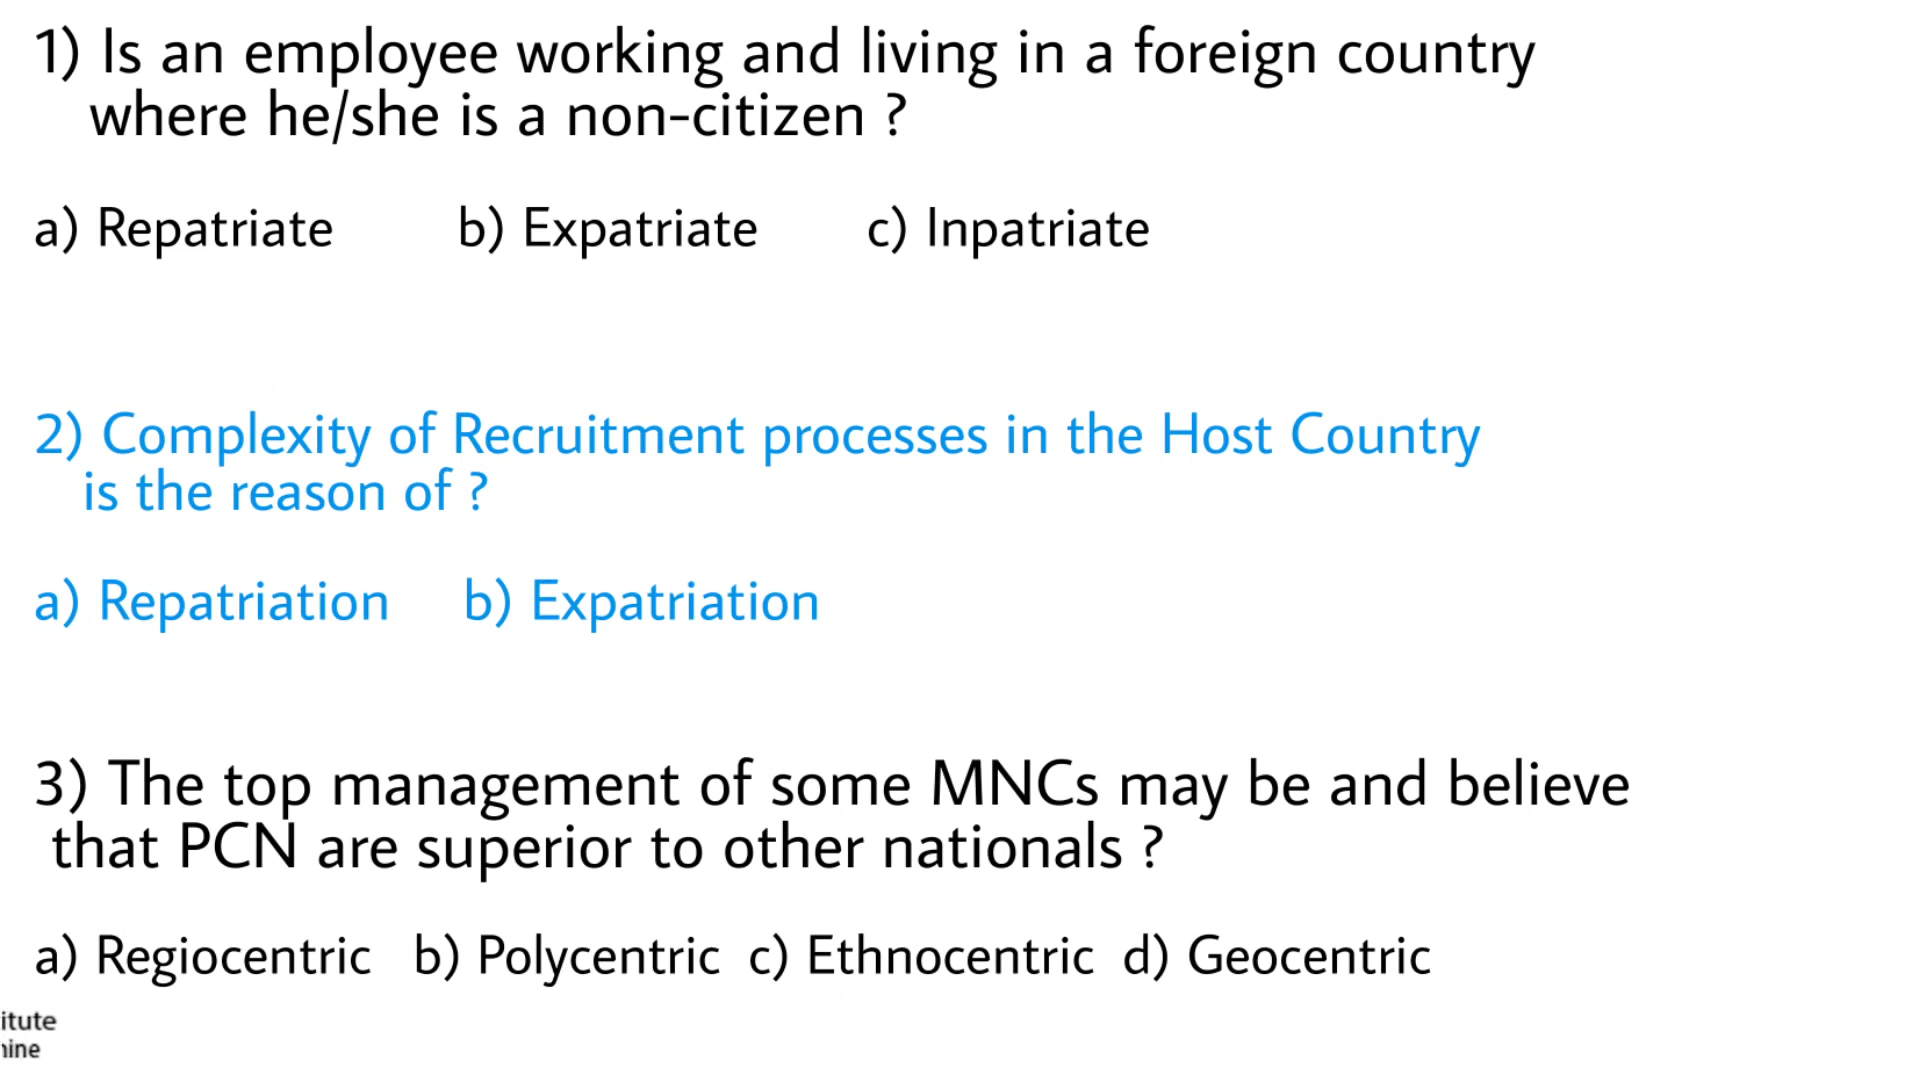 1) Is an employee working and living in a foreign country
where he/she is a non-citizen ?
a) Repatriate b) Expatriate c) Inpatriate
2) Complexity of Recruitment processes in the Host Country
is the reason of ?
a) Repatriation b) Expatriation
3) The top management of some MNCs may be and believe
that PCN are superior to other nationals ?
a) Regiocentric b) Polycentric c) Ethnocentric d) Geocentric
itute